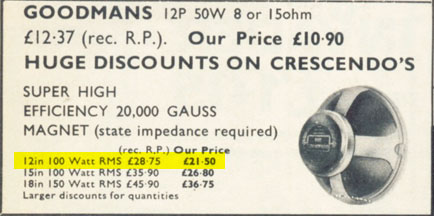 GOODMANS 12P 50W 8 or 15ohm
£12·37 (rec. R.P.). Our Price £10·90
HUGE DISCOUNTS ON CRESCENDO'S
SUPER HIGH
EFFICIENCY 20,000 GAUSS
MAGNET (state impedance required)
(rec. R.P.) Our Price
12in 100 Watt RMS £28·75 £21·50
15in 100 Watt RMS £35·90 £26·80
18in 150 Watt RMS £45·90 £36·75
Larger discounts for quantities